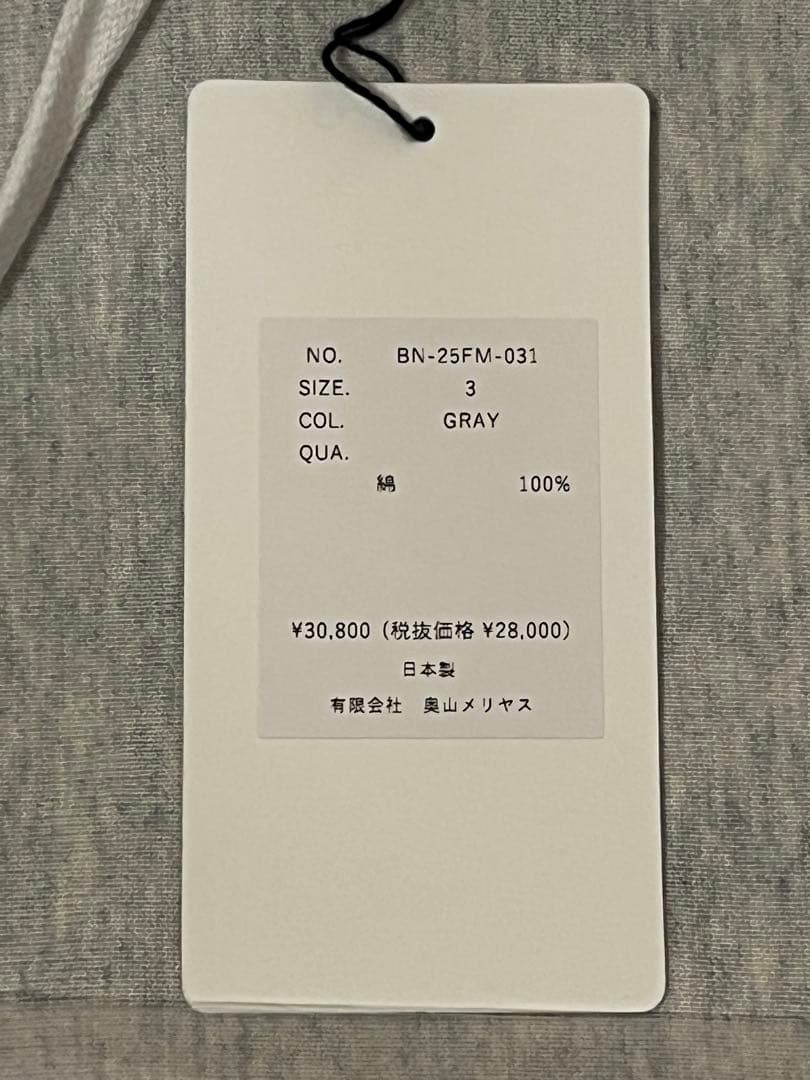 NO. BN-25FM-031
SIZE. 3
COL. GRAY
QUA.
綿 100%
¥30,800 (税抜価格 ¥28,000)
日本製
有限会社 奥山メリヤス